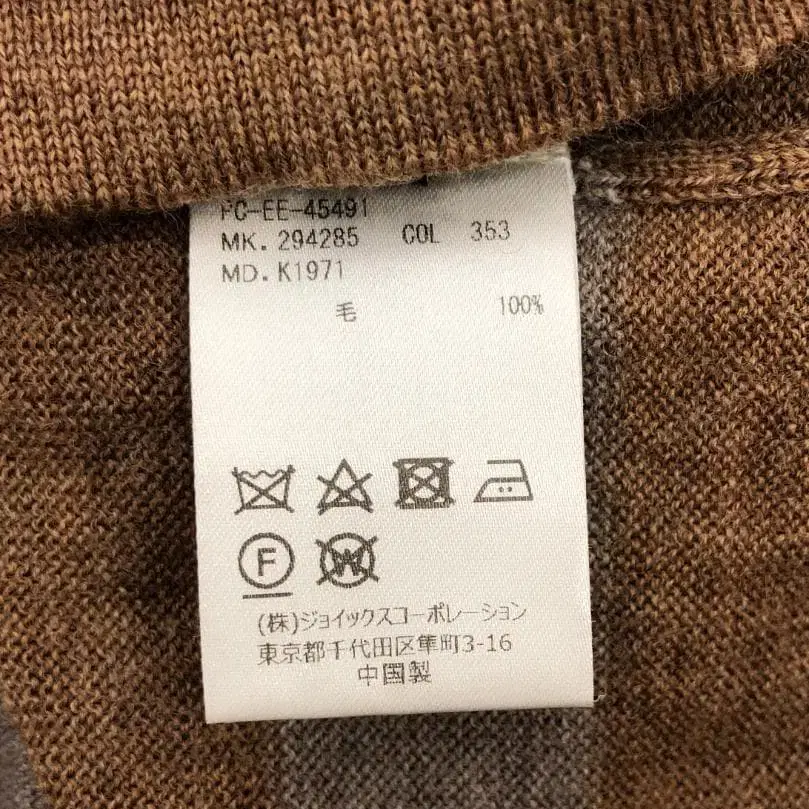 PC-EE-45491
MK. 294285 COL 353
MD. K1971
毛 100%
F
W
(株)ジョイックスコーポレーション
東京都千代田区隼町3-16
中国製